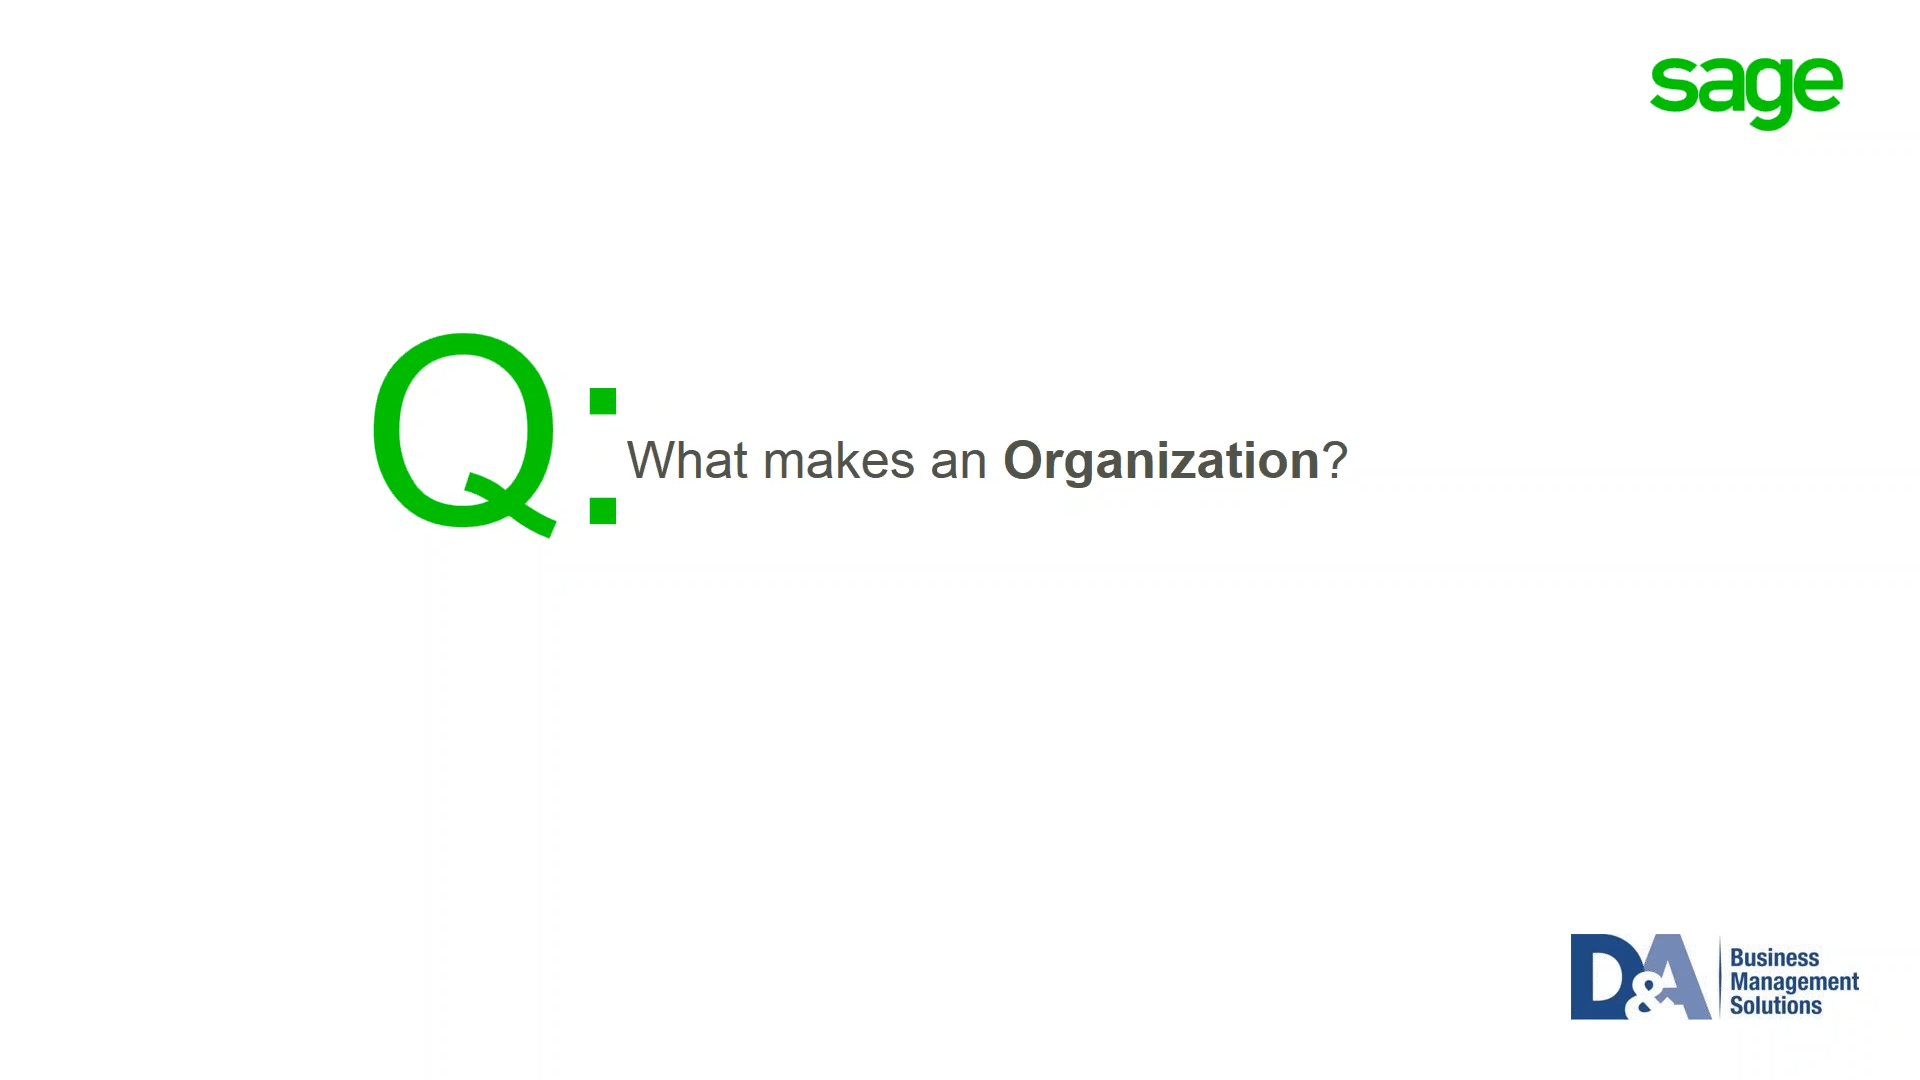 sage
Q: What makes an Organization?
D&A
Business
Management
Solutions